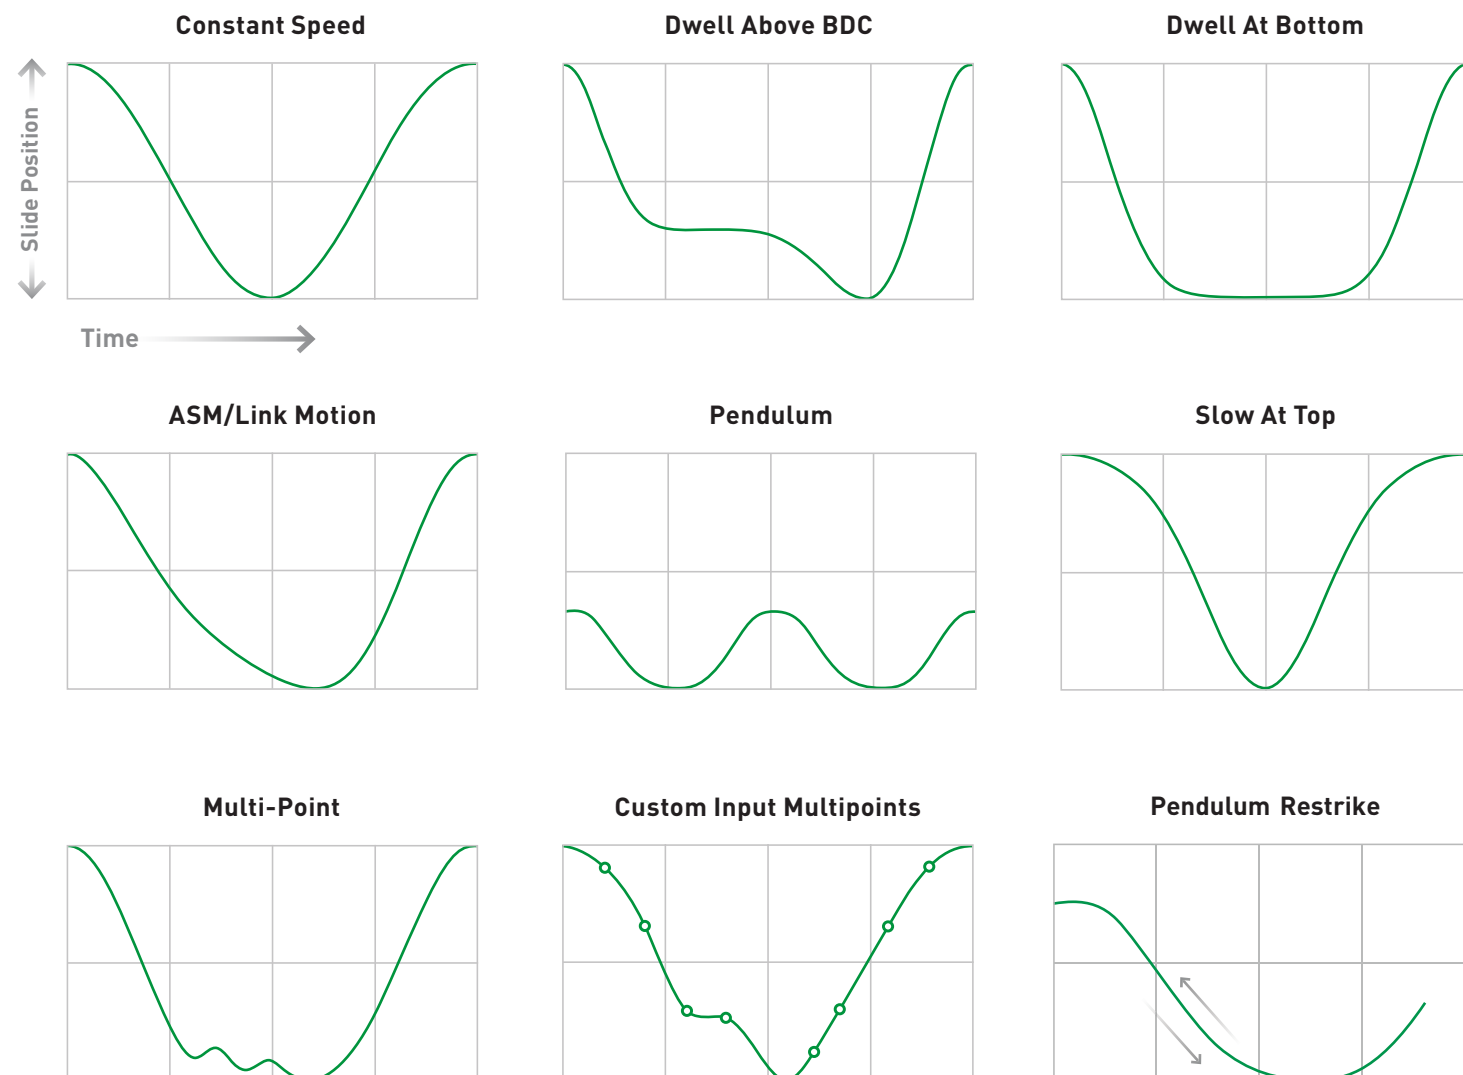 Constant Speed
Dwell Above BDC
Dwell At Bottom
Slide Position
Time
ASM/Link Motion
Pendulum
Slow At Top
Multi-Point
Custom Input Multipoints
Pendulum Restrike